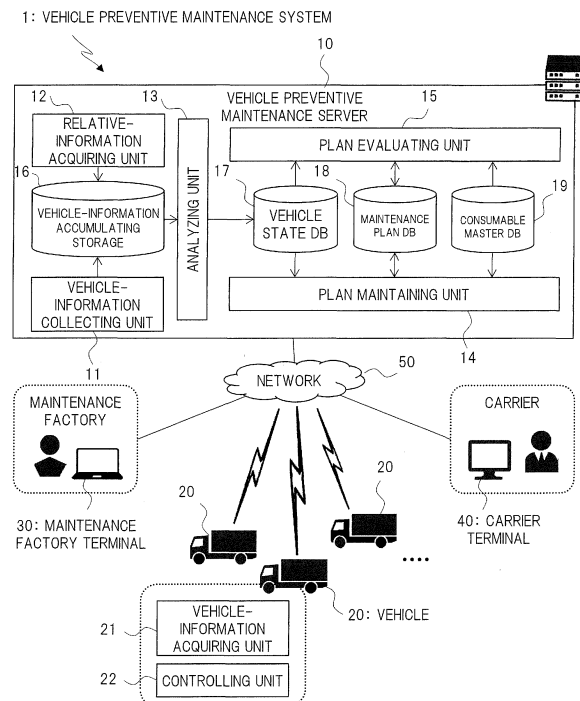 1: VEHICLE PREVENTIVE MAINTENANCE SYSTEM
10
12
13
VEHICLE PREVENTIVE
MAINTENANCE SERVER
15
RELATIVE-
INFORMATION
ACQUIRING UNIT
PLAN EVALUATING UNIT
16
VEHICLE-INFORMATION
ACCUMULATING
STORAGE
ANALYZING UNIT
17
VEHICLE
STATE DB
18
MAINTENANCE
PLAN DB
CONSUMABLE
MASTER DB
19
VEHICLE-
INFORMATION
COLLECTING UNIT
PLAN MAINTAINING UNIT
11
14
NETWORK
50
MAINTENANCE
FACTORY
CARRIER
30: MAINTENANCE
FACTORY TERMINAL
20
20
40: CARRIER
TERMINAL
20: VEHICLE
21
VEHICLE-
INFORMATION
ACQUIRING UNIT
22
CONTROLLING UNIT